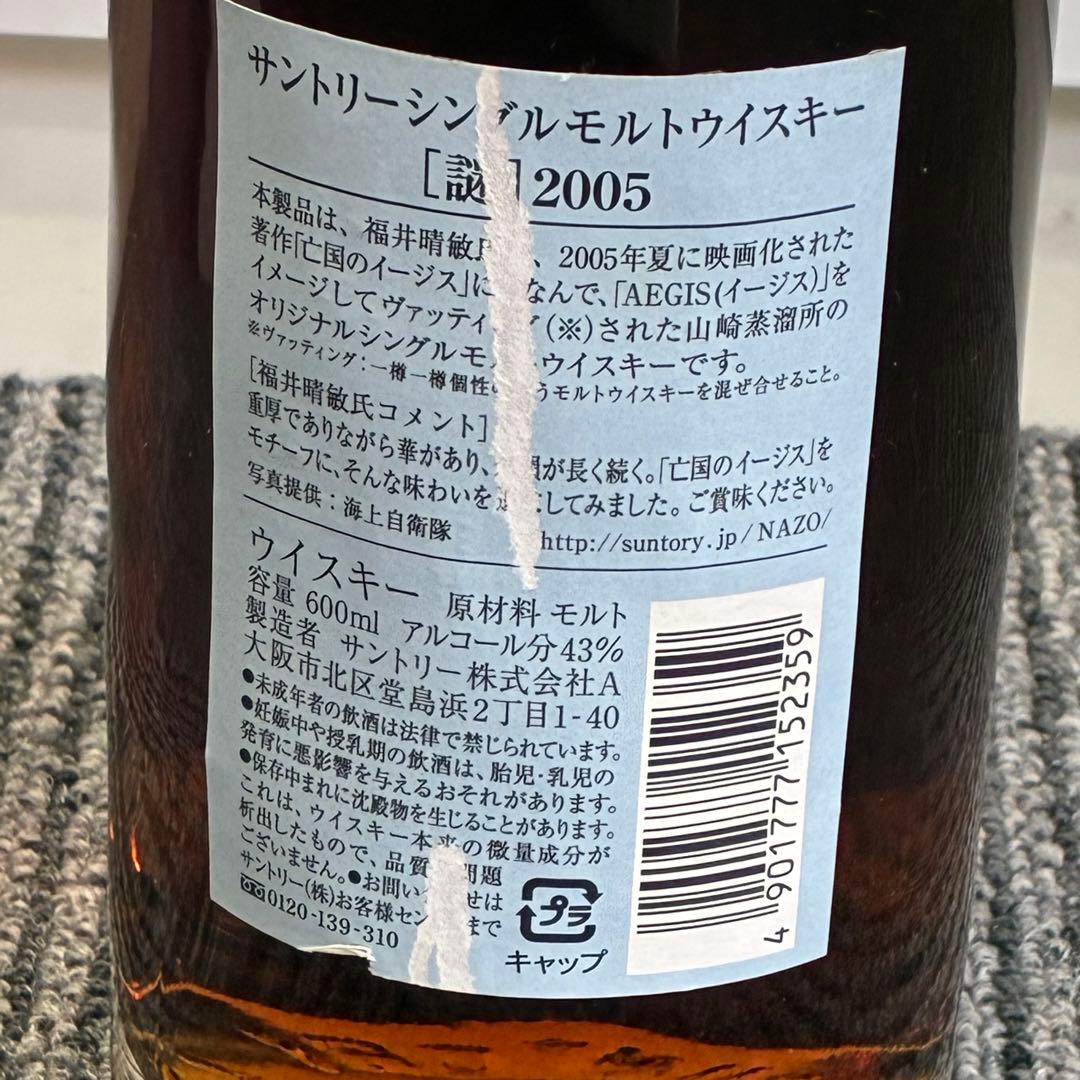 サントリーシングルモルトウイスキー
[謎] 2005
本製品は、福井晴敏氏 、2005年夏に映画化された
著作「亡国のイージス」に なんで、「AEGIS(イージス)」を
イメージしてヴァッティング(※)された山崎蒸溜所の
オリジナルシングルモルトウイスキーです。
※ヴァッティング:一樽一樽個性の うモルトウイスキーを混ぜ合せること。
[福井晴敏氏コメント]
重厚でありながら華があり、 韻が長く続く。「亡国のイージス」を
モチーフに、そんな味わいを してみました。ご賞味ください。
写真提供:海上自衛隊 http://suntory.jp/NAZO/
ウイスキー 原材料 モルト
容量 600ml アルコール分43%
製造者 サントリー株式会社A
大阪市北区堂島浜2丁目1-40
●未成年者の飲酒は法律で禁じられています。
●妊娠中や授乳期の飲酒は、胎児・乳児の
発育に悪影響を与えるおそれがあります。
●保存中まれに沈殿物を生じることがあります。
これは、ウイスキー本来の微量成分が
析出したもので、品質 問題
ございません。●お問い せは
サントリー(株)お客様セン まで
0120-139-310
プラ
キャップ
4 901777 152359